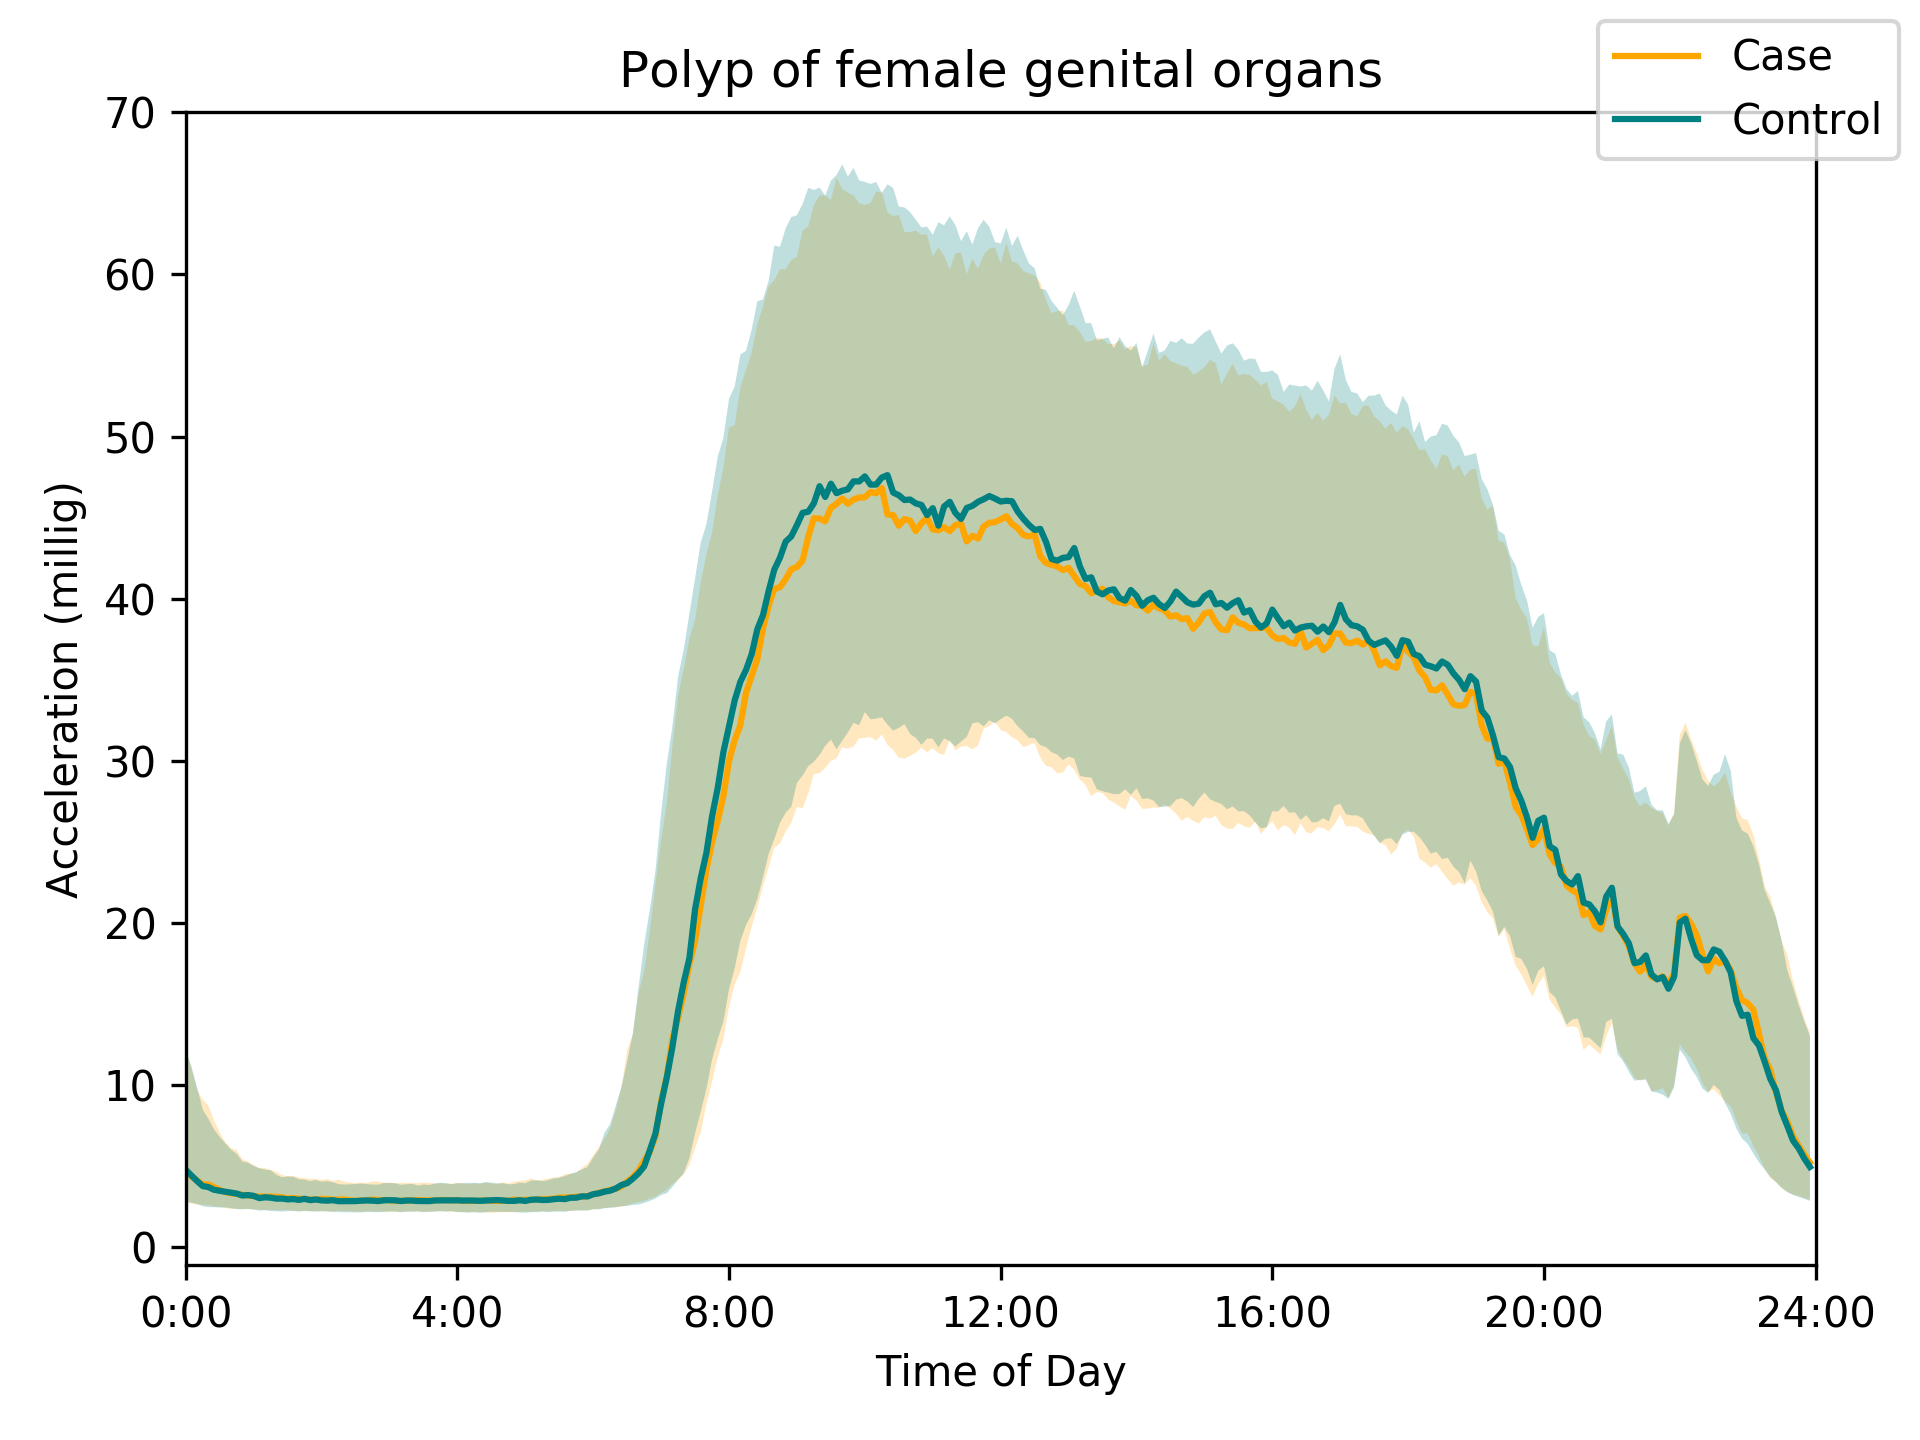 Polyp of female genital organs
Case
Control
70
60
50
40
30
20
10
0
Acceleration (millig)
0:00 4:00 8:00 12:00 16:00 20:00 24:00
Time of Day